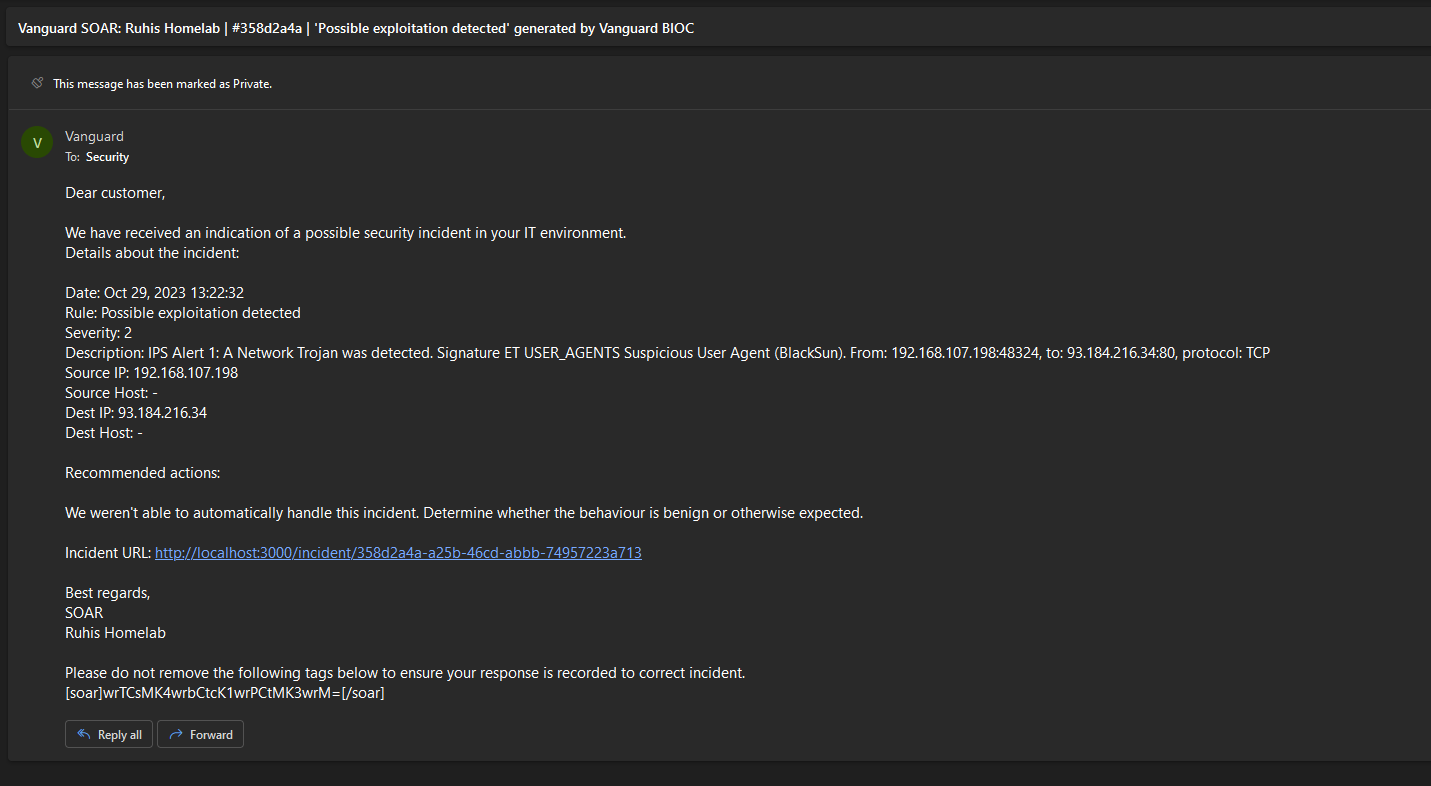 Vanguard SOAR: Ruhis Homelab | #358d2a4a | 'Possible exploitation detected' generated by Vanguard BIOC
This message has been marked as Private.
V
Vanguard
To: Security
Dear customer,
We have received an indication of a possible security incident in your IT environment.
Details about the incident:
Date: Oct 29, 2023 13:22:32
Rule: Possible exploitation detected
Severity: 2
Description: IPS Alert 1: A Network Trojan was detected. Signature ET USER_AGENTS Suspicious User Agent (BlackSun). From: 192.168.107.198:48324, to: 93.184.216.34:80, protocol: TCP
Source IP: 192.168.107.198
Source Host: -
Dest IP: 93.184.216.34
Dest Host: -
Recommended actions:
We weren't able to automatically handle this incident. Determine whether the behaviour is benign or otherwise expected.
Incident URL: http://localhost:3000/incident/358d2a4a-a25b-46cd-abbb-74957223a713
Best regards,
SOAR
Ruhis Homelab
Please do not remove the following tags below to ensure your response is recorded to correct incident.
[soar]wrTCsMK4wrbCtcK1wrPCtMK3wrM=[/soar]
Reply all
Forward